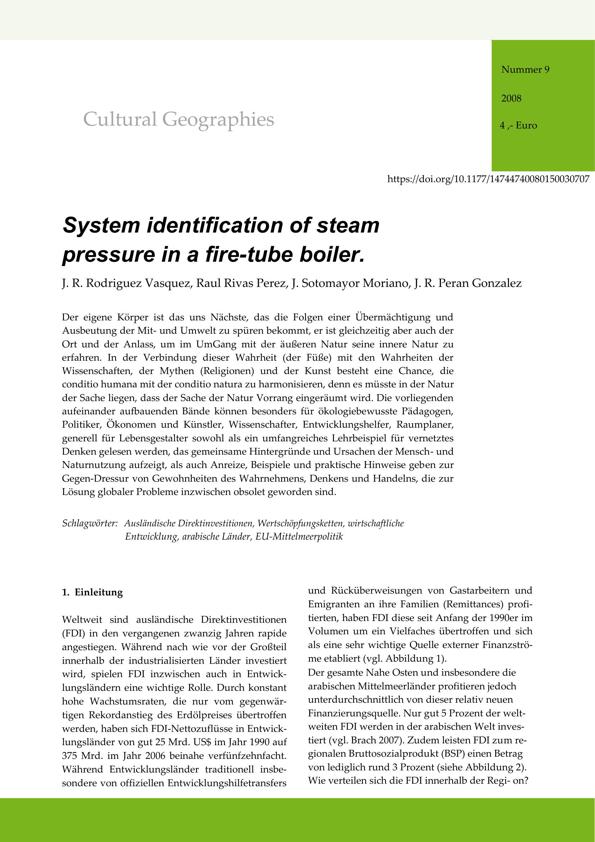 Nummer 9
2008
4 ,- Euro
Cultural Geographies
https://doi.org/10.1177/14744740080150030707
System identification of steam
pressure in a fire-tube boiler.
J. R. Rodriguez Vasquez, Raul Rivas Perez, J. Sotomayor Moriano, J. R. Peran Gonzalez
Der eigene Körper ist das uns Nächste, das die Folgen einer Übermächtigung und
Ausbeutung der Mit- und Umwelt zu spüren bekommt, er ist gleichzeitig aber auch der
Ort und der Anlass, um im UmGang mit der äußeren Natur seine innere Natur zu
erfahren. In der Verbindung dieser Wahrheit (der Füße) mit den Wahrheiten der
Wissenschaften, der Mythen (Religionen) und der Kunst besteht eine Chance, die
conditio humana mit der conditio natura zu harmonisieren, denn es müsste in der Natur
der Sache liegen, dass der Sache der Natur Vorrang eingeräumt wird. Die vorliegenden
aufeinander aufbauenden Bände können besonders für ökologiebewusste Pädagogen,
Politiker, Ökonomen und Künstler, Wissenschafter, Entwicklungshelfer, Raumplaner,
generell für Lebensgestalter sowohl als ein umfangreiches Lehrbeispiel für vernetztes
Denken gelesen werden, das gemeinsame Hintergründe und Ursachen der Mensch- und
Naturnutzung aufzeigt, als auch Anreize, Beispiele und praktische Hinweise geben zur
Gegen-Dressur von Gewohnheiten des Wahrnehmens, Denkens und Handelns, die zur
Lösung globaler Probleme inzwischen obsolet geworden sind.
Schlagwörter: Ausländische Direktinvestitionen, Wertschöpfungsketten, wirtschaftliche
Entwicklung, arabische Länder, EU-Mittelmeerpolitik
1. Einleitung
Weltweit sind ausländische Direktinvestitionen
(FDI) in den vergangenen zwanzig Jahren rapide
angestiegen. Während nach wie vor der Großteil
innerhalb der industrialisierten Länder investiert
wird, spielen FDI inzwischen auch in Entwick-
lungsländern eine wichtige Rolle. Durch konstant
hohe Wachstumsraten, die nur vom gegenwär-
tigen Rekordanstieg des Erdölpreises übertroffen
werden, haben sich FDI-Nettozuflüsse in Entwick-
lungsländer von gut 25 Mrd. US$ im Jahr 1990 auf
375 Mrd. im Jahr 2006 beinahe verfünfzehnfacht.
Während Entwicklungsländer traditionell insbe-
sondere von offiziellen Entwicklungshilfetransfers
und Rücküberweisungen von Gastarbeitern und
Emigranten an ihre Familien (Remittances) profi-
tierten, haben FDI diese seit Anfang der 1990er im
Volumen um ein Vielfaches übertroffen und sich
als eine sehr wichtige Quelle externer Finanzströ-
me etabliert (vgl. Abbildung 1).
Der gesamte Nahe Osten und insbesondere die
arabischen Mittelmeerländer profitieren jedoch
unterdurchschnittlich von dieser relativ neuen
Finanzierungsquelle. Nur gut 5 Prozent der welt-
weiten FDI werden in der arabischen Welt inves-
tiert (vgl. Brach 2007). Zudem leisten FDI zum re-
gionalen Bruttosozialprodukt (BSP) einen Betrag
von lediglich rund 3 Prozent (siehe Abbildung 2).
Wie verteilen sich die FDI innerhalb der Regi- on?